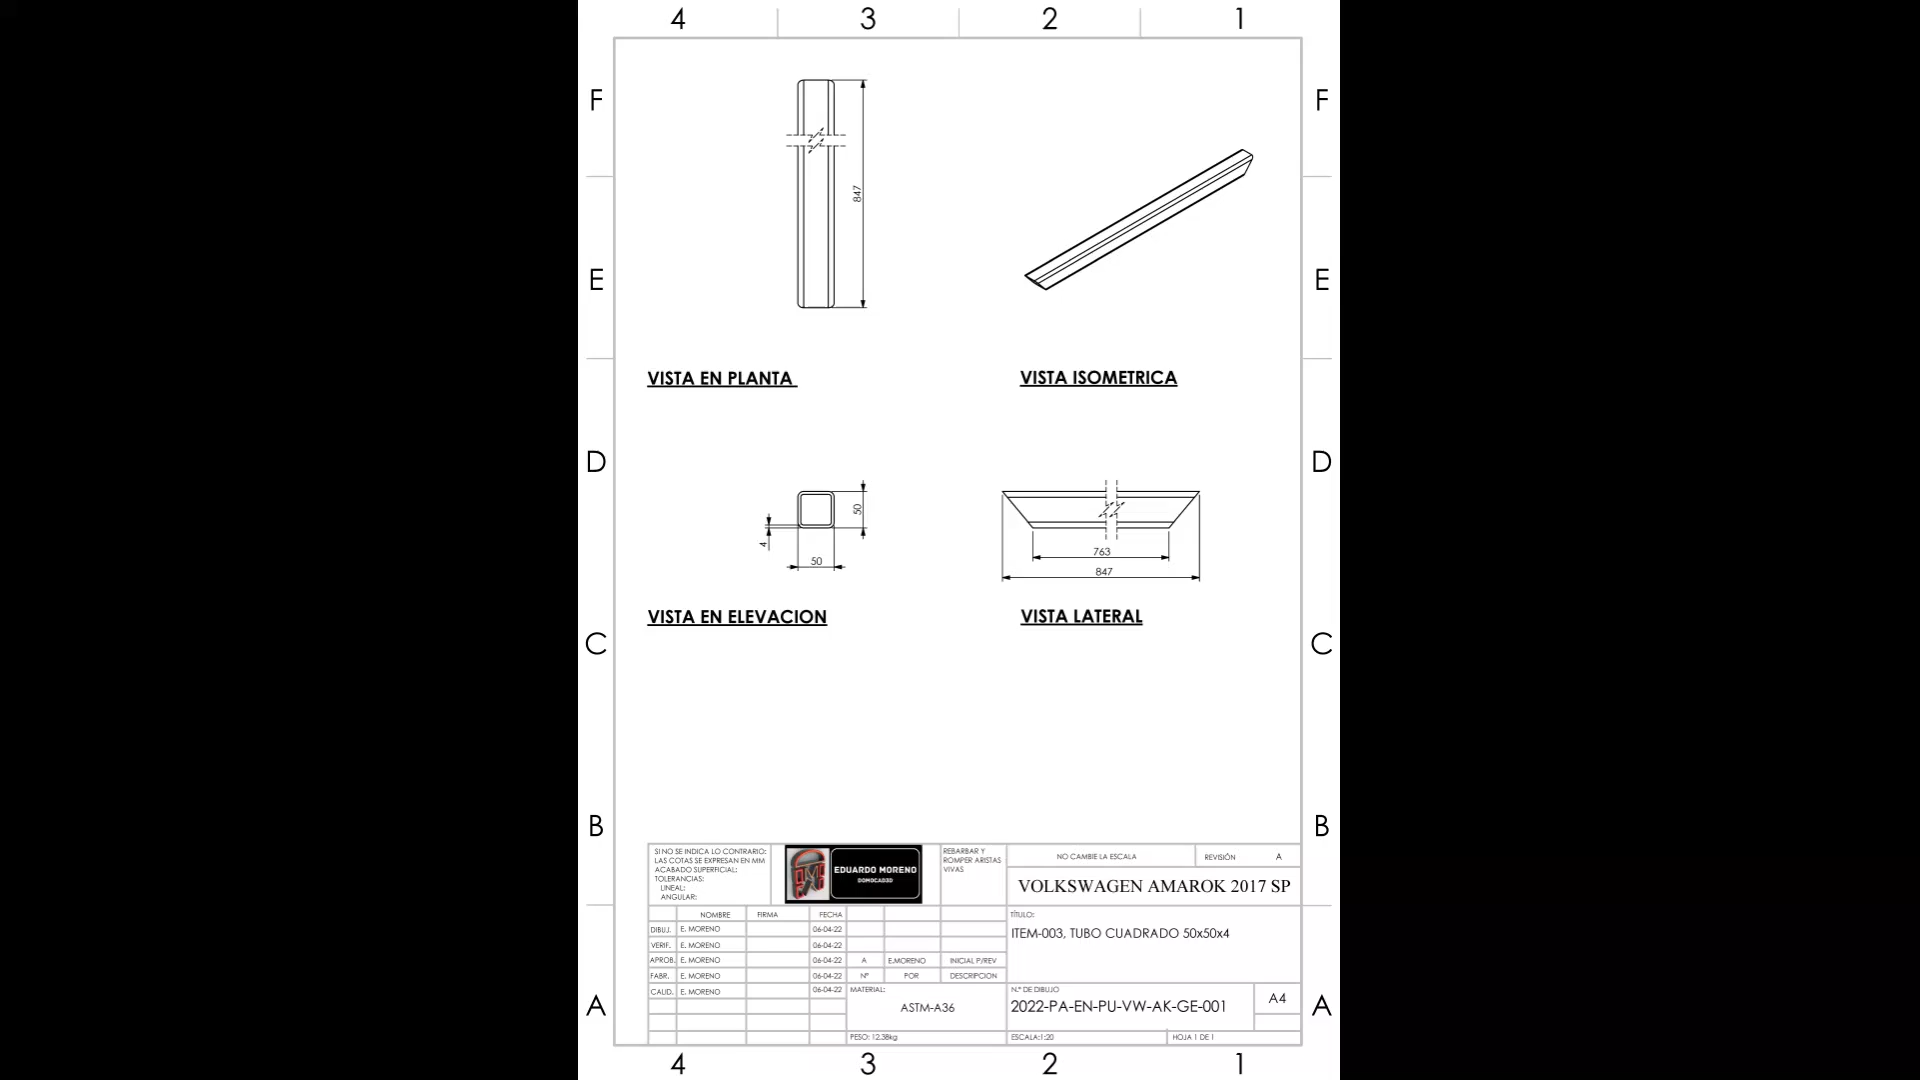 4 3 2 1
F F
847
E E
VISTA EN PLANTA VISTA ISOMETRICA
D D
50
4
50
763
847
VISTA EN ELEVACION VISTA LATERAL
C C
B B
SI NO SE INDICA LO CONTRARIO:
LAS COTAS SE EXPRESAN EN MM
ACABADO SUPERFICIAL:
TOLERANCIAS:
LINEAL:
ANGULAR:
EDUARDO MORENO
DOMOCAD3D
REBARBAR Y
ROMPER ARISTAS
VIVAS
NO CAMBIE LA ESCALA
REVISIÓN A
VOLKSWAGEN AMAROK 2017 SP
NOMBRE FIRMA FECHA
DIBUJ. E. MORENO 06-04-22
VERIF. E. MORENO 06-04-22
APROB. E. MORENO 06-04-22 A E.MORENO INICIAL P/REV
FABR. E. MORENO 06-04-22 N° POR DESCRIPCION
CALID. E. MORENO 06-04-22
TÍTULO:
ITEM-003, TUBO CUADRADO 50x50x4
MATERIAL:
ASTM-A36
N.° DE DIBUJO
2022-PA-EN-PU-VW-AK-GE-001
A4
PESO: 12.38kg
ESCALA:1:20
HOJA 1 DE 1
A A
4 3 2 1